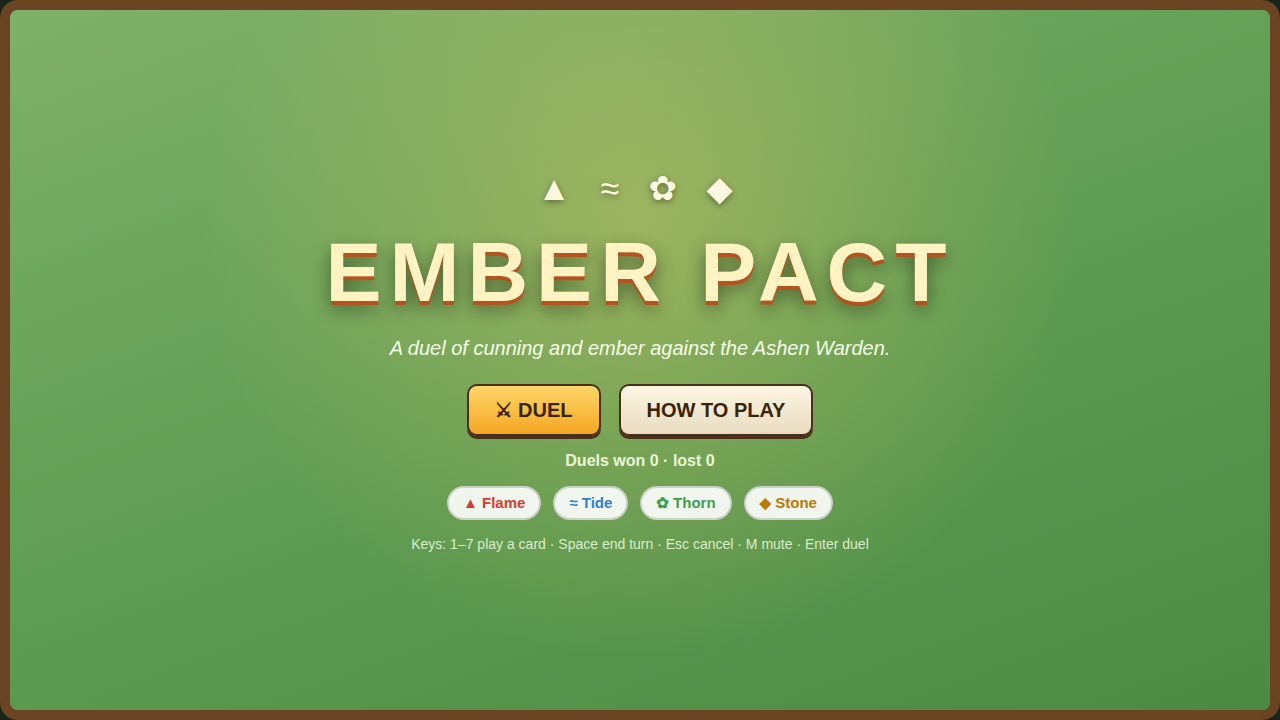 ▲ ≈ ✿ ◆
EMBER PACT
A duel of cunning and ember against the Ashen Warden.
⚔ DUEL HOW TO PLAY
Duels won 0 · lost 0
▲ Flame ≈ Tide ✿ Thorn ◆ Stone
Keys: 1–7 play a card · Space end turn · Esc cancel · M mute · Enter duel